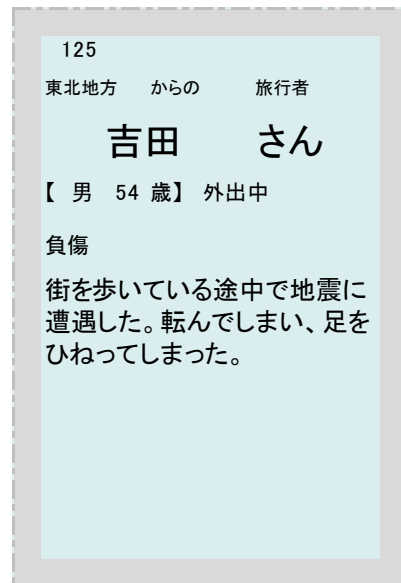 125
東北地方 からの 旅行者
吉田 さん
【 男 54 歳】 外出中
負傷
街を歩いている途中で地震に
遭遇した。転んでしまい、足を
ひねってしまった。